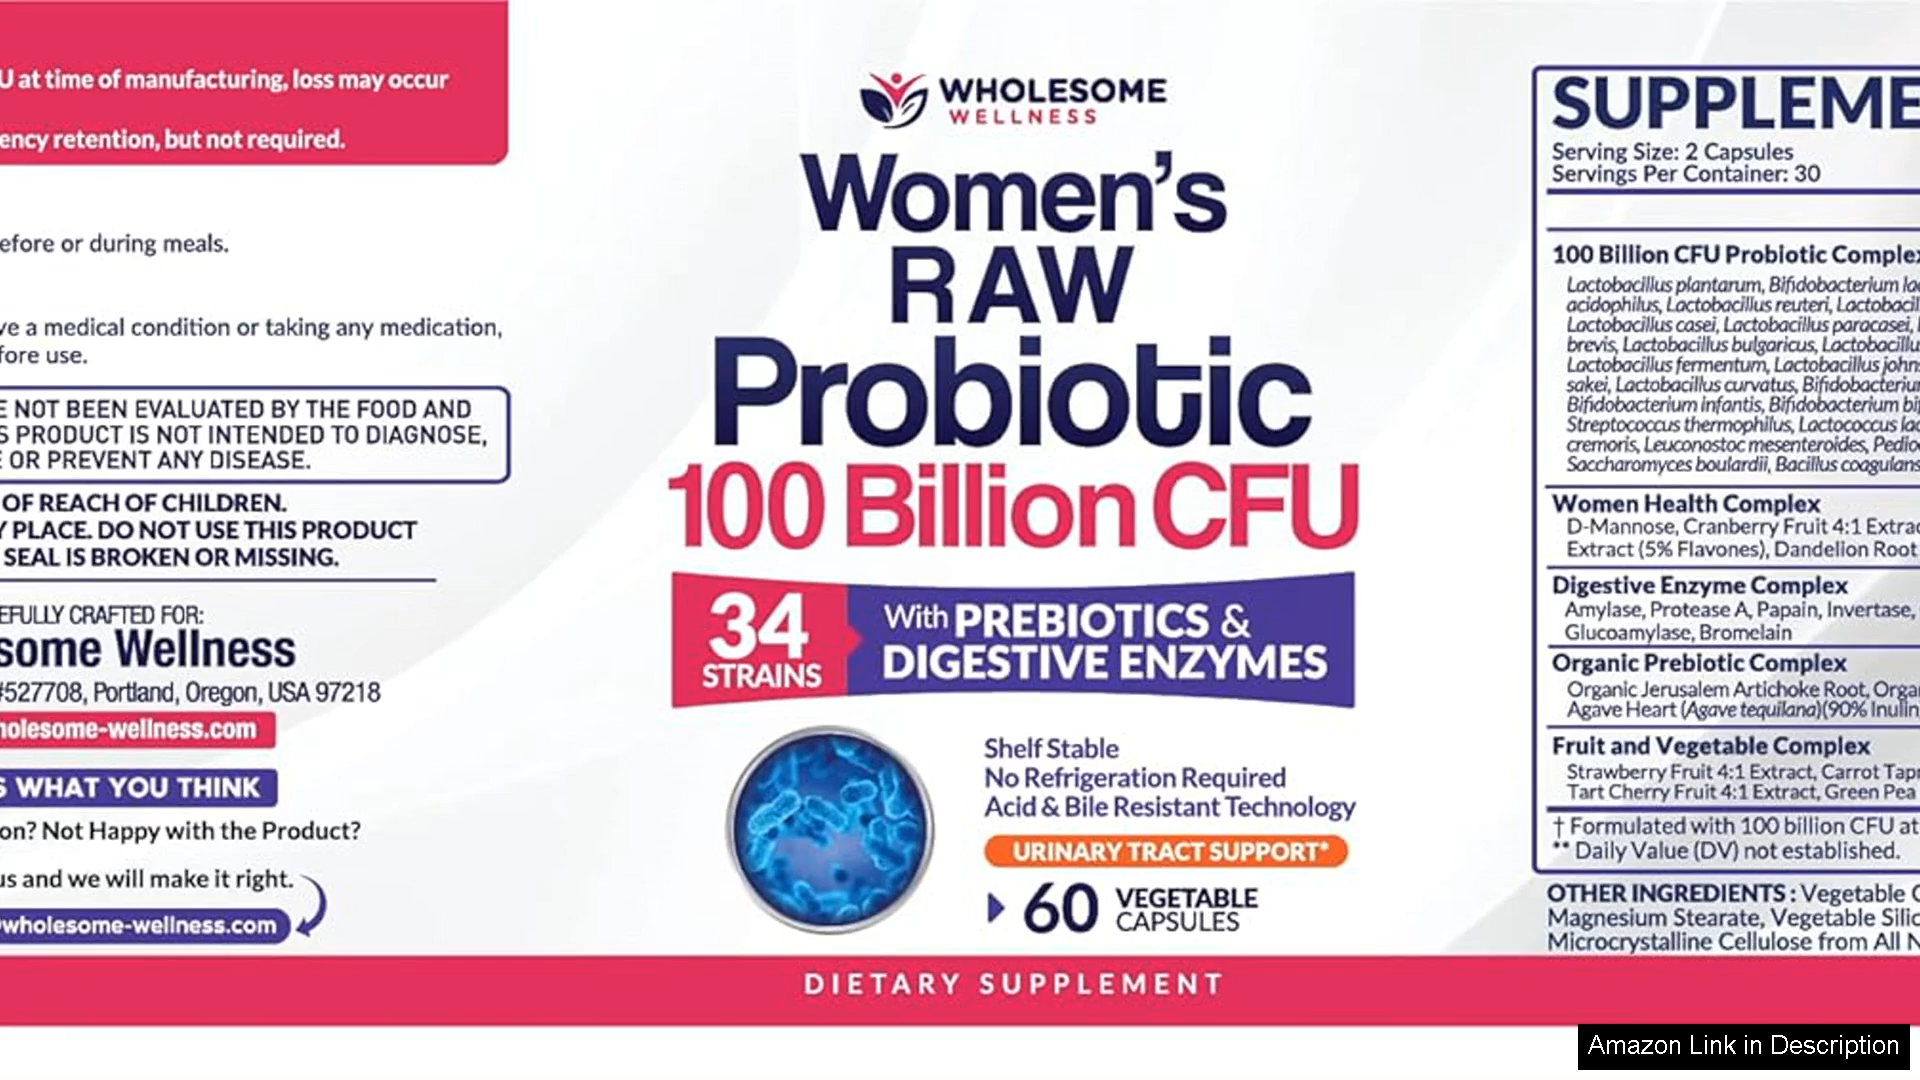 U at time of manufacturing, loss may occur
ency retention, but not required.
efore or during meals.
ve a medical condition or taking any medication,
fore use.
E NOT BEEN EVALUATED BY THE FOOD AND
S PRODUCT IS NOT INTENDED TO DIAGNOSE,
E OR PREVENT ANY DISEASE.
OF REACH OF CHILDREN.
Y PLACE. DO NOT USE THIS PRODUCT
SEAL IS BROKEN OR MISSING.
EFULLY CRAFTED FOR:
some Wellness
#527708, Portland, Oregon, USA 97218
holesome-wellness.com
S WHAT YOU THINK
on? Not Happy with the Product?
us and we will make it right.
wholesome-wellness.com
WHOLESOME
WELLNESS
Women's
RAW
Probiotic
100 Billion CFU
34
STRAINS
With PREBIOTICS &
DIGESTIVE ENZYMES
Shelf Stable
No Refrigeration Required
Acid & Bile Resistant Technology
URINARY TRACT SUPPORT*
60 VEGETABLE
CAPSULES
DIETARY SUPPLEMENT
SUPPLEME
Serving Size: 2 Capsules
Servings Per Container: 30
100 Billion CFU Probiotic Complex
Lactobacillus plantarum, Bifidobacterium lac
acidophilus, Lactobacillus reuteri, Lactobacill
Lactobacillus casei, Lactobacillus paracasei,
brevis, Lactobacillus bulgaricus, Lactobacillu
Lactobacillus fermentum, Lactobacillus johns
sakei, Lactobacillus curvatus, Bifidobacterium
Bifidobacterium infantis, Bifidobacterium bif
Streptococcus thermophilus, Lactococcus lac
cremoris, Leuconostoc mesenteroides, Pedioc
Saccharomyces boulardii, Bacillus coagulans
Women Health Complex
D-Mannose, Cranberry Fruit 4:1 Extrac
Extract (5% Flavones), Dandelion Root
Digestive Enzyme Complex
Amylase, Protease A, Papain, Invertase,
Glucoamylase, Bromelain
Organic Prebiotic Complex
Organic Jerusalem Artichoke Root, Organ
Agave Heart (Agave tequilana)(90% Inulin
Fruit and Vegetable Complex
Strawberry Fruit 4:1 Extract, Carrot Tapr
Tart Cherry Fruit 4:1 Extract, Green Pea
† Formulated with 100 billion CFU at
** Daily Value (DV) not established.
OTHER INGREDIENTS : Vegetable C
Magnesium Stearate, Vegetable Silic
Microcrystalline Cellulose from All N
Amazon Link in Description